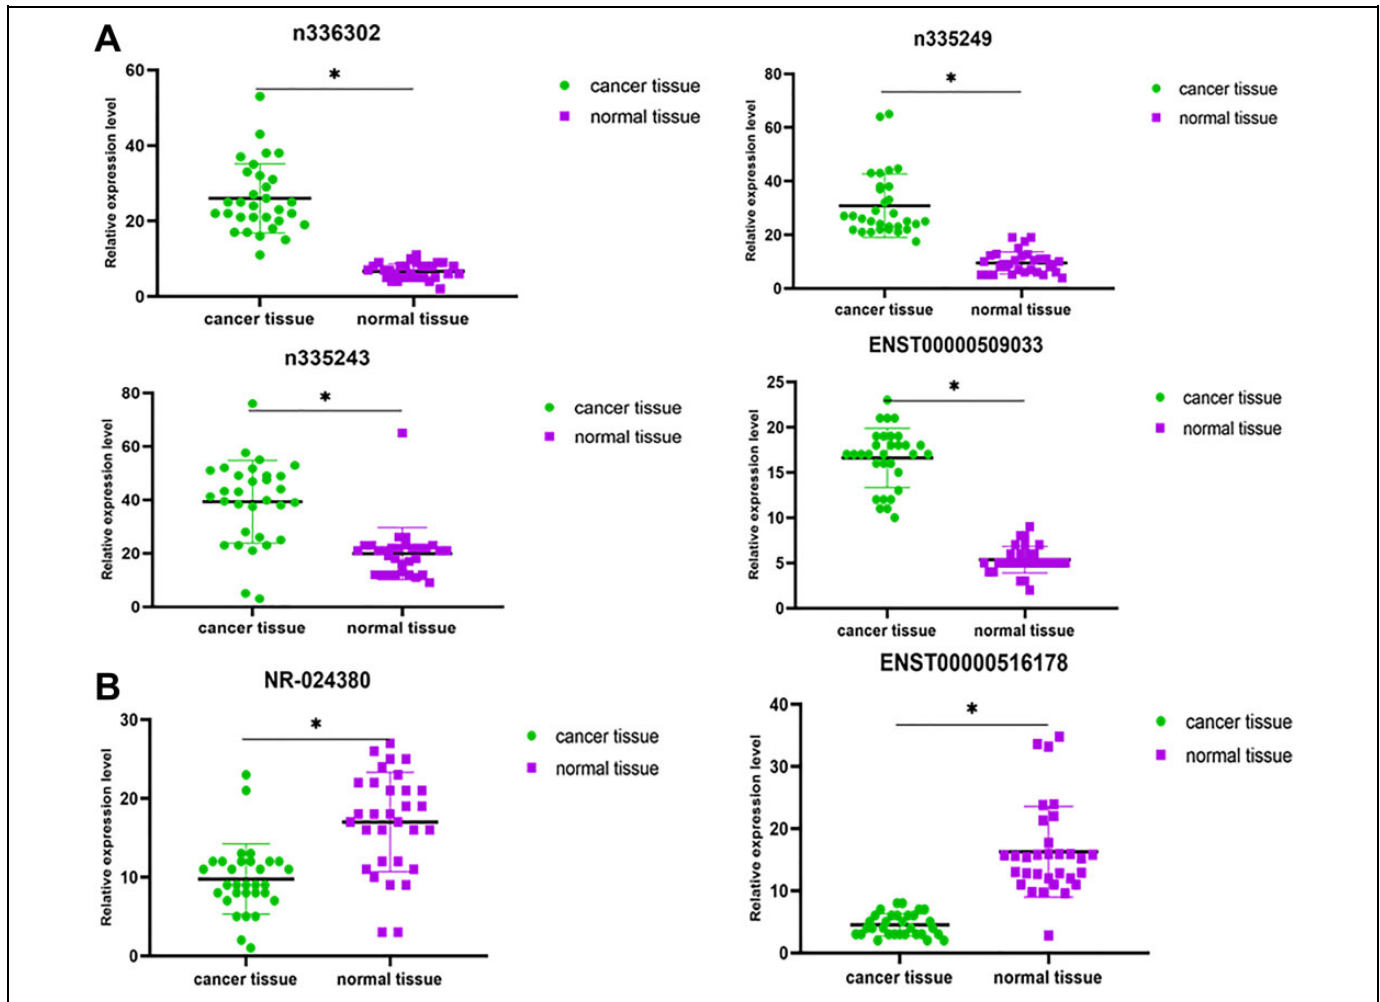 A
n336302
*
60
40
20
0
Relative expression level
cancer tissue
normal tissue
cancer tissue
normal tissue
n335249
*
80
60
40
20
0
Relative expression level
cancer tissue
normal tissue
cancer tissue
normal tissue
n335243
*
80
60
40
20
0
Relative expression level
cancer tissue
normal tissue
cancer tissue
normal tissue
ENST00000509033
*
25
20
15
10
5
0
Relative expression level
cancer tissue
normal tissue
cancer tissue
normal tissue
B
NR-024380
*
30
20
10
0
Relative expression level
cancer tissue
normal tissue
cancer tissue
normal tissue
ENST00000516178
*
40
30
20
10
0
Relative expression level
cancer tissue
normal tissue
cancer tissue
normal tissue